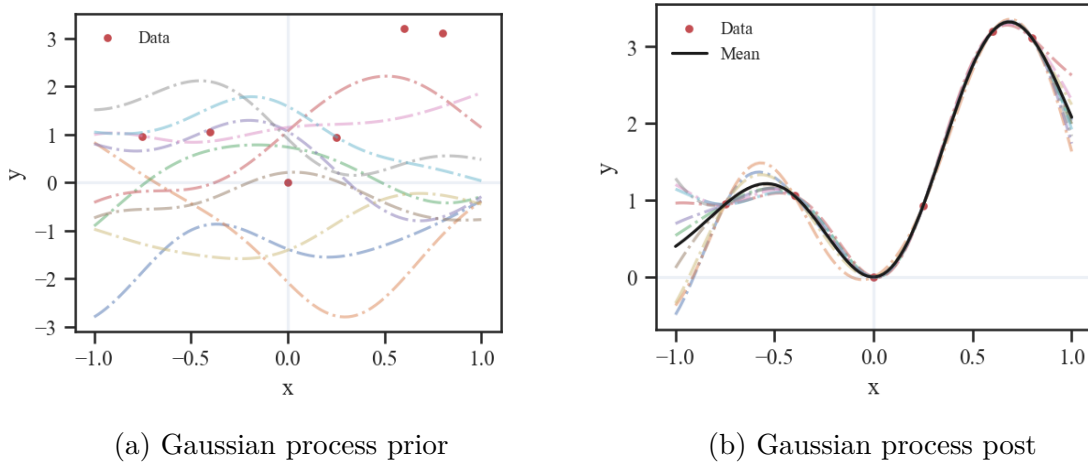 3
2
1
0
−1
−2
−3
y
Data
−1.0 −0.5 0.0 0.5 1.0
x
(a) Gaussian process prior
3
2
1
0
y
Data
Mean
−1.0 −0.5 0.0 0.5 1.0
x
(b) Gaussian process post